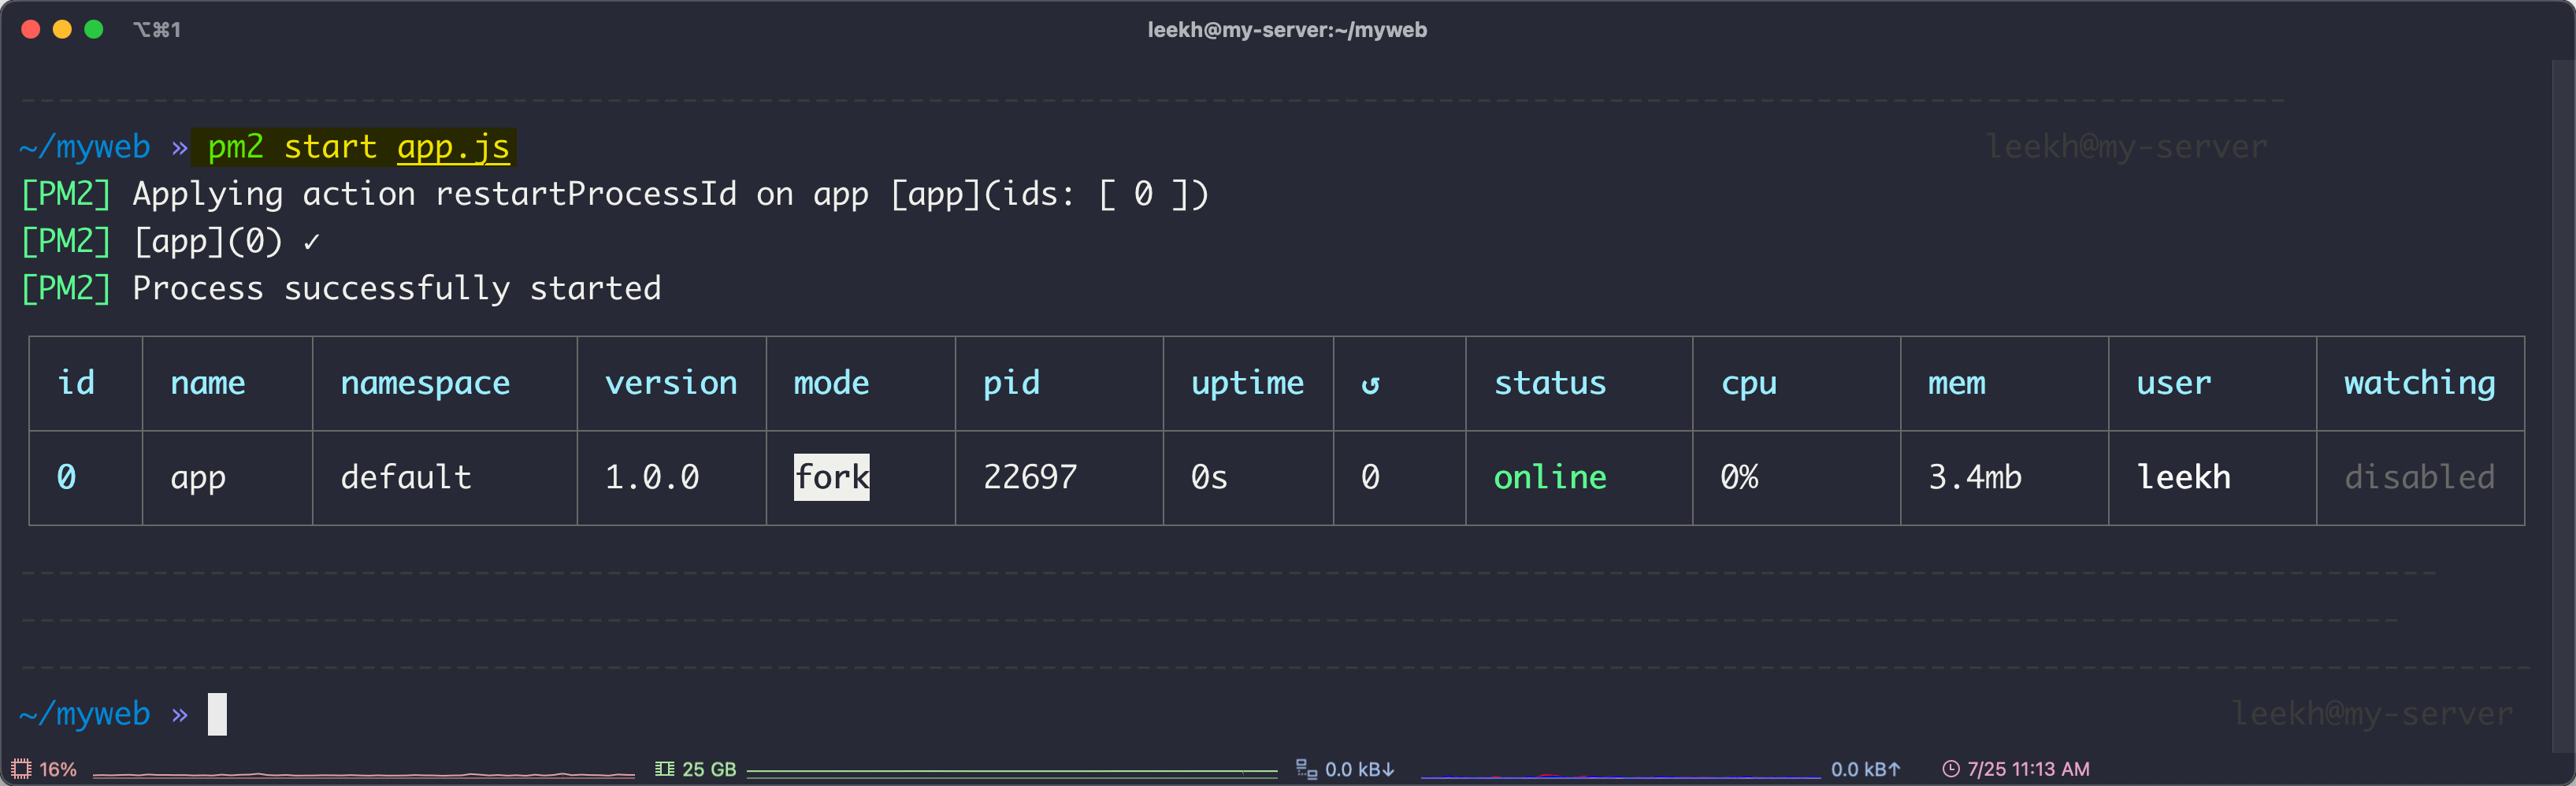 ⌥⌘1 leekh@my-server:~/myweb
~/myweb » pm2 start app.js leekh@my-server
[PM2] Applying action restartProcessId on app [app](ids: [ 0 ])
[PM2] [app](0) ✓
[PM2] Process successfully started
id name namespace version mode pid uptime ↺ status cpu mem user watching
0 app default 1.0.0 fork 22697 0s 0 online 0% 3.4mb leekh disabled
~/myweb » leekh@my-server
16% 25 GB 0.0 kB↓ 0.0 kB↑ 7/25 11:13 AM